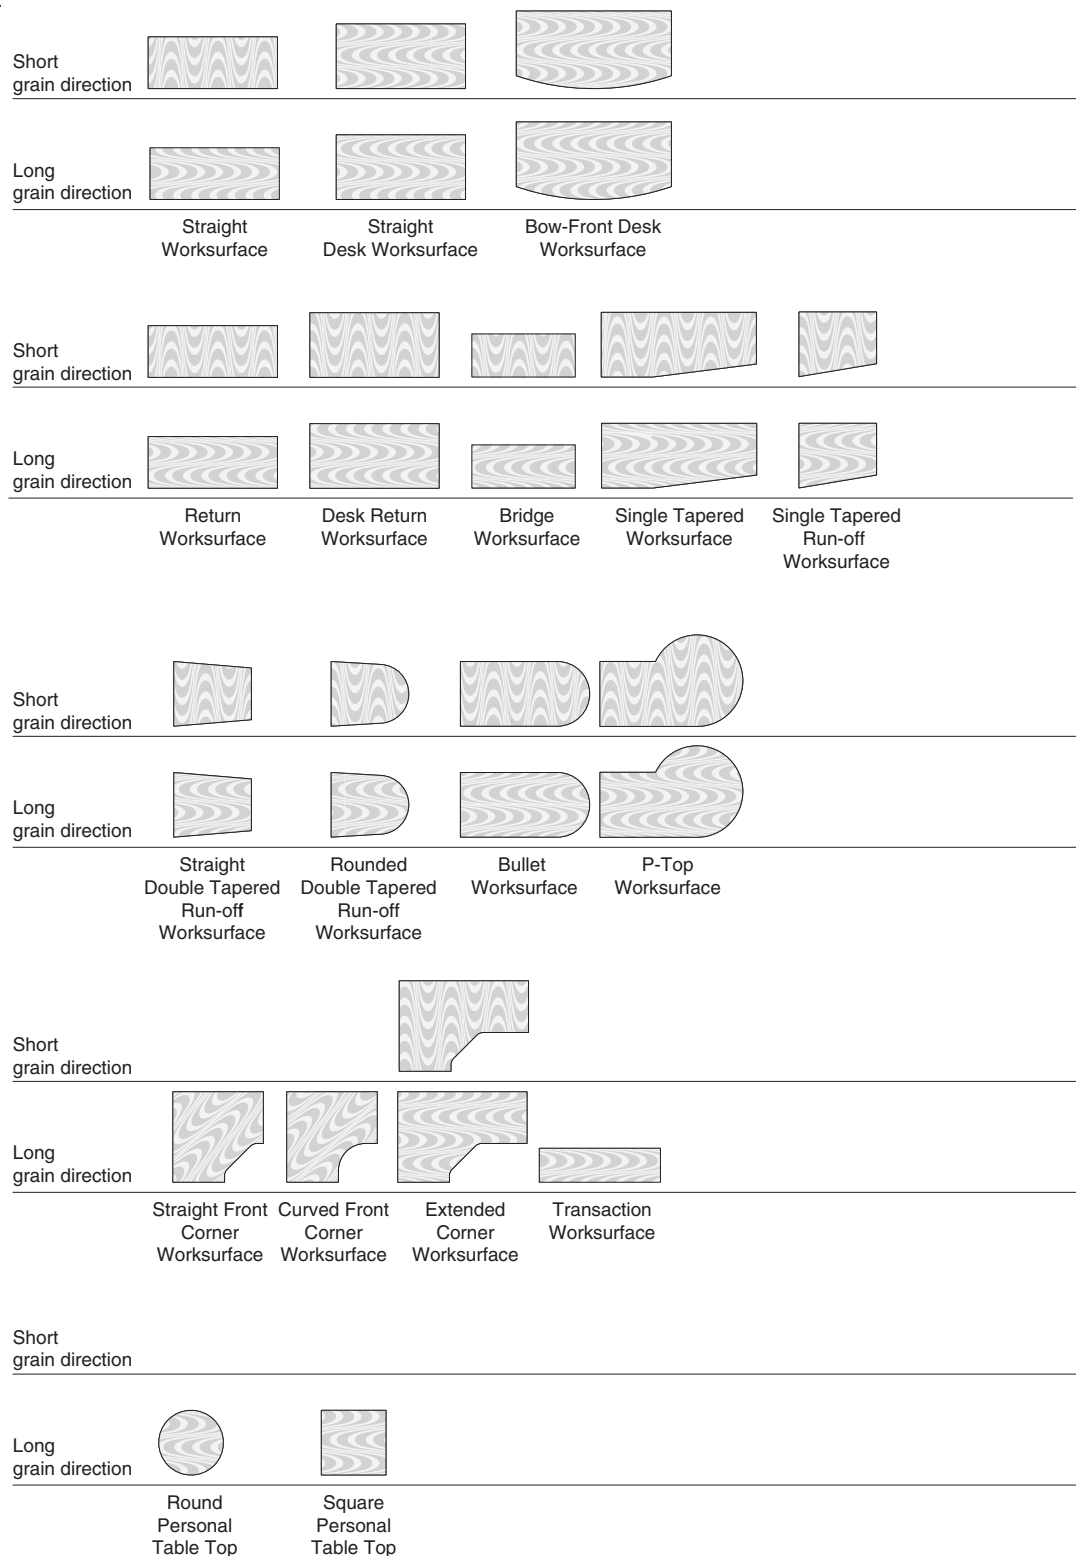 Short
grain direction
Long
grain direction
Straight
Worksurface
Straight
Desk Worksurface
Bow-Front Desk
Worksurface
Short
grain direction
Long
grain direction
Return
Worksurface
Desk Return
Worksurface
Bridge
Worksurface
Single Tapered
Worksurface
Single Tapered
Run-off
Worksurface
Short
grain direction
Long
grain direction
Straight
Double Tapered
Run-off
Worksurface
Rounded
Double Tapered
Run-off
Worksurface
Bullet
Worksurface
P-Top
Worksurface
Short
grain direction
Long
grain direction
Straight Front
Corner
Worksurface
Curved Front
Corner
Worksurface
Extended
Corner
Worksurface
Transaction
Worksurface
Short
grain direction
Long
grain direction
Round
Personal
Table Top
Square
Personal
Table Top